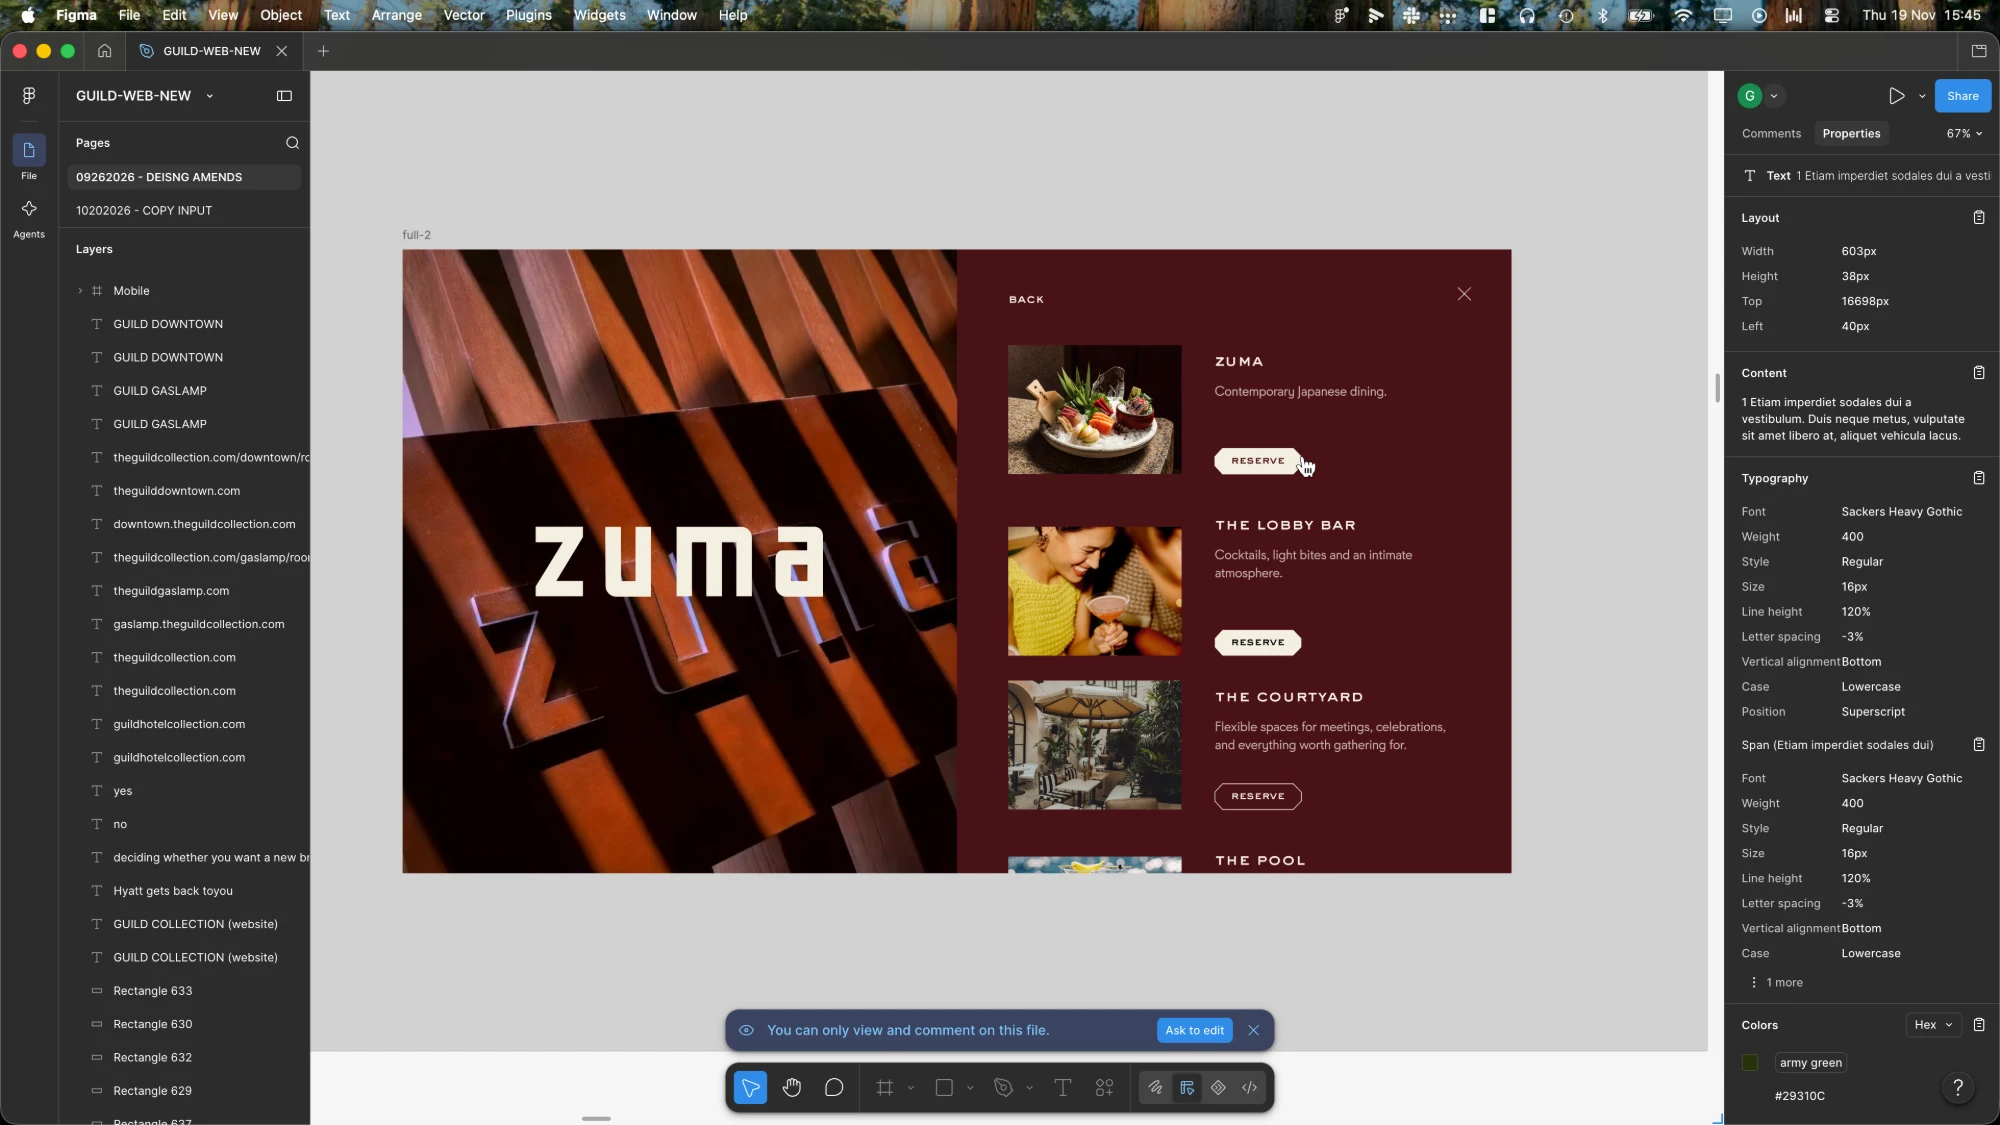 Figma File Edit View Object Text Arrange Vector Plugins Widgets Window Help Thu 19 Nov 15:45
GUILD-WEB-NEW
GUILD-WEB-NEW
File
Agents
Pages
09262026 - DEISNG AMENDS
10202026 - COPY INPUT
Layers
Mobile
GUILD DOWNTOWN
GUILD DOWNTOWN
GUILD GASLAMP
GUILD GASLAMP
theguildcollection.com/downtown/ro
theguilddowntown.com
downtown.theguildcollection.com
theguildcollection.com/gaslamp/roor
theguildgaslamp.com
gaslamp.theguildcollection.com
theguildcollection.com
theguildcollection.com
guildhotelcollection.com
guildhotelcollection.com
yes
no
deciding whether you want a new br
Hyatt gets back toyou
GUILD COLLECTION (website)
GUILD COLLECTION (website)
Rectangle 633
Rectangle 630
Rectangle 632
Rectangle 629
Rectangle 637
full-2
zuma
ZUMA
BACK
ZUMA
Contemporary Japanese dining.
RESERVE
THE LOBBY BAR
Cocktails, light bites and an intimate
atmosphere.
RESERVE
THE COURTYARD
Flexible spaces for meetings, celebrations,
and everything worth gathering for.
RESERVE
THE POOL
You can only view and comment on this file.
Ask to edit
G
Share
Comments Properties 67%
Text 1 Etiam imperdiet sodales dui a vesti
Layout
Width 603px
Height 38px
Top 16698px
Left 40px
Content
1 Etiam imperdiet sodales dui a
vestibulum. Duis neque metus, vulputate
sit amet libero at, aliquet vehicula lacus.
Typography
Font Sackers Heavy Gothic
Weight 400
Style Regular
Size 16px
Line height 120%
Letter spacing -3%
Vertical alignment Bottom
Case Lowercase
Position Superscript
Span (Etiam imperdiet sodales dui)
Font Sackers Heavy Gothic
Weight 400
Style Regular
Size 16px
Line height 120%
Letter spacing -3%
Vertical alignment Bottom
Case Lowercase
1 more
Colors Hex
army green
#29310C
?